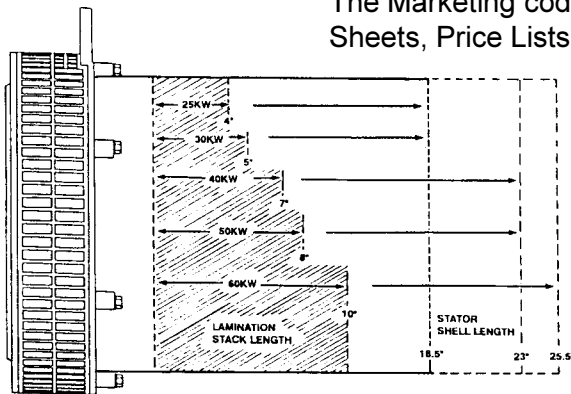 The Marketing cod
Sheets, Price Lists
25KW
4"
30KW
5"
40KW
7"
50KW
8"
60KW
10"
LAMINATION
STACK LENGTH
STATOR
SHELL LENGTH
18.5"
23"
25.5